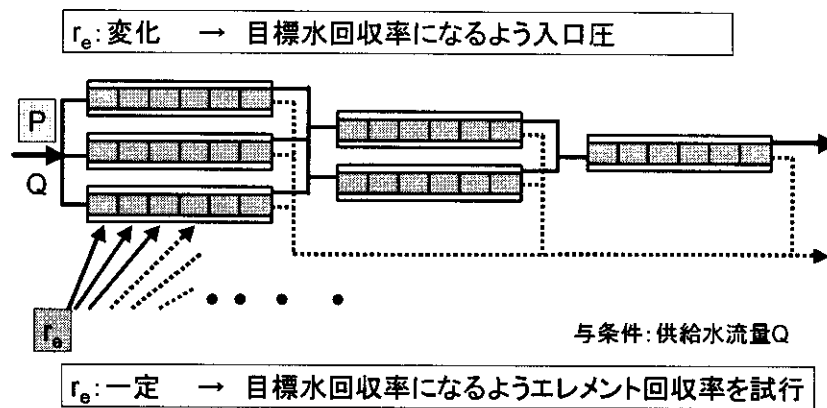 rₑ:変化 → 目標水回収率になるよう入口圧
P
Q
rₑ
与条件:供給水流量Q
rₑ:一定 → 目標水回収率になるようエレメント回収率を試行